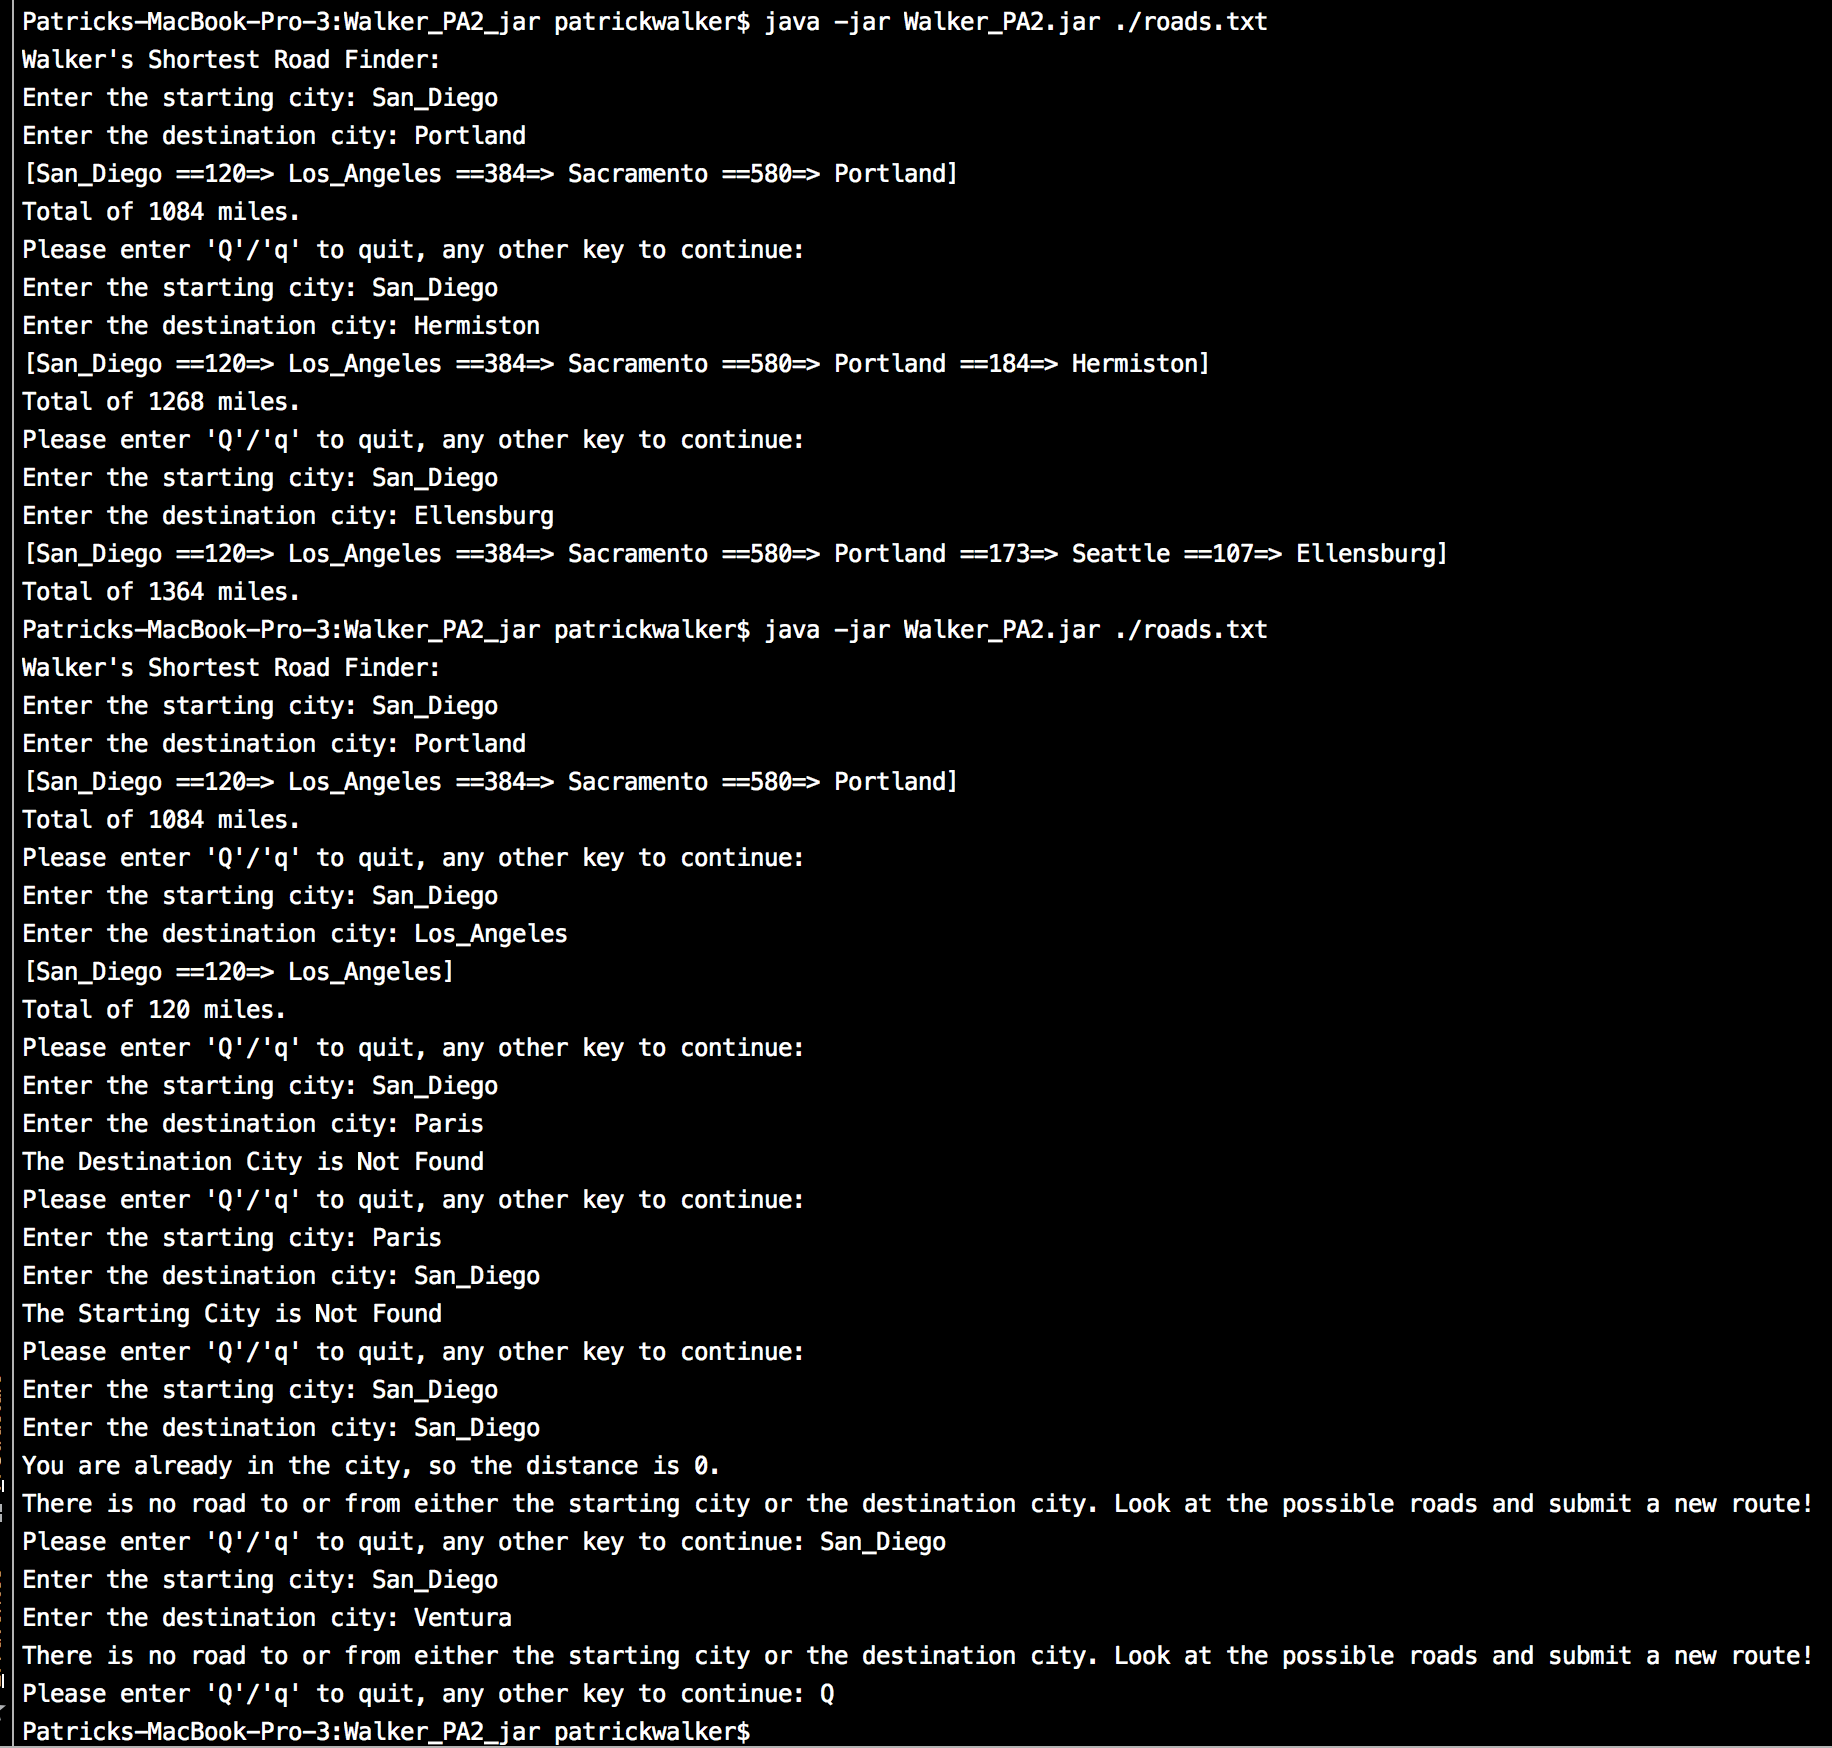 Patricks-MacBook-Pro-3:Walker_PA2_jar patrickwalker$ java -jar Walker_PA2.jar ./roads.txt
Walker's Shortest Road Finder:
Enter the starting city: San_Diego
Enter the destination city: Portland
[San_Diego ==120=> Los_Angeles ==384=> Sacramento ==580=> Portland]
Total of 1084 miles.
Please enter 'Q'/'q' to quit, any other key to continue:
Enter the starting city: San_Diego
Enter the destination city: Hermiston
[San_Diego ==120=> Los_Angeles ==384=> Sacramento ==580=> Portland ==184=> Hermiston]
Total of 1268 miles.
Please enter 'Q'/'q' to quit, any other key to continue:
Enter the starting city: San_Diego
Enter the destination city: Ellensburg
[San_Diego ==120=> Los_Angeles ==384=> Sacramento ==580=> Portland ==173=> Seattle ==107=> Ellensburg]
Total of 1364 miles.
Patricks-MacBook-Pro-3:Walker_PA2_jar patrickwalker$ java -jar Walker_PA2.jar ./roads.txt
Walker's Shortest Road Finder:
Enter the starting city: San_Diego
Enter the destination city: Portland
[San_Diego ==120=> Los_Angeles ==384=> Sacramento ==580=> Portland]
Total of 1084 miles.
Please enter 'Q'/'q' to quit, any other key to continue:
Enter the starting city: San_Diego
Enter the destination city: Los_Angeles
[San_Diego ==120=> Los_Angeles]
Total of 120 miles.
Please enter 'Q'/'q' to quit, any other key to continue:
Enter the starting city: San_Diego
Enter the destination city: Paris
The Destination City is Not Found
Please enter 'Q'/'q' to quit, any other key to continue:
Enter the starting city: Paris
Enter the destination city: San_Diego
The Starting City is Not Found
Please enter 'Q'/'q' to quit, any other key to continue:
Enter the starting city: San_Diego
Enter the destination city: San_Diego
You are already in the city, so the distance is 0.
There is no road to or from either the starting city or the destination city. Look at the possible roads and submit a new route!
Please enter 'Q'/'q' to quit, any other key to continue: San_Diego
Enter the starting city: San_Diego
Enter the destination city: Ventura
There is no road to or from either the starting city or the destination city. Look at the possible roads and submit a new route!
Please enter 'Q'/'q' to quit, any other key to continue: Q
Patricks-MacBook-Pro-3:Walker_PA2_jar patrickwalker$